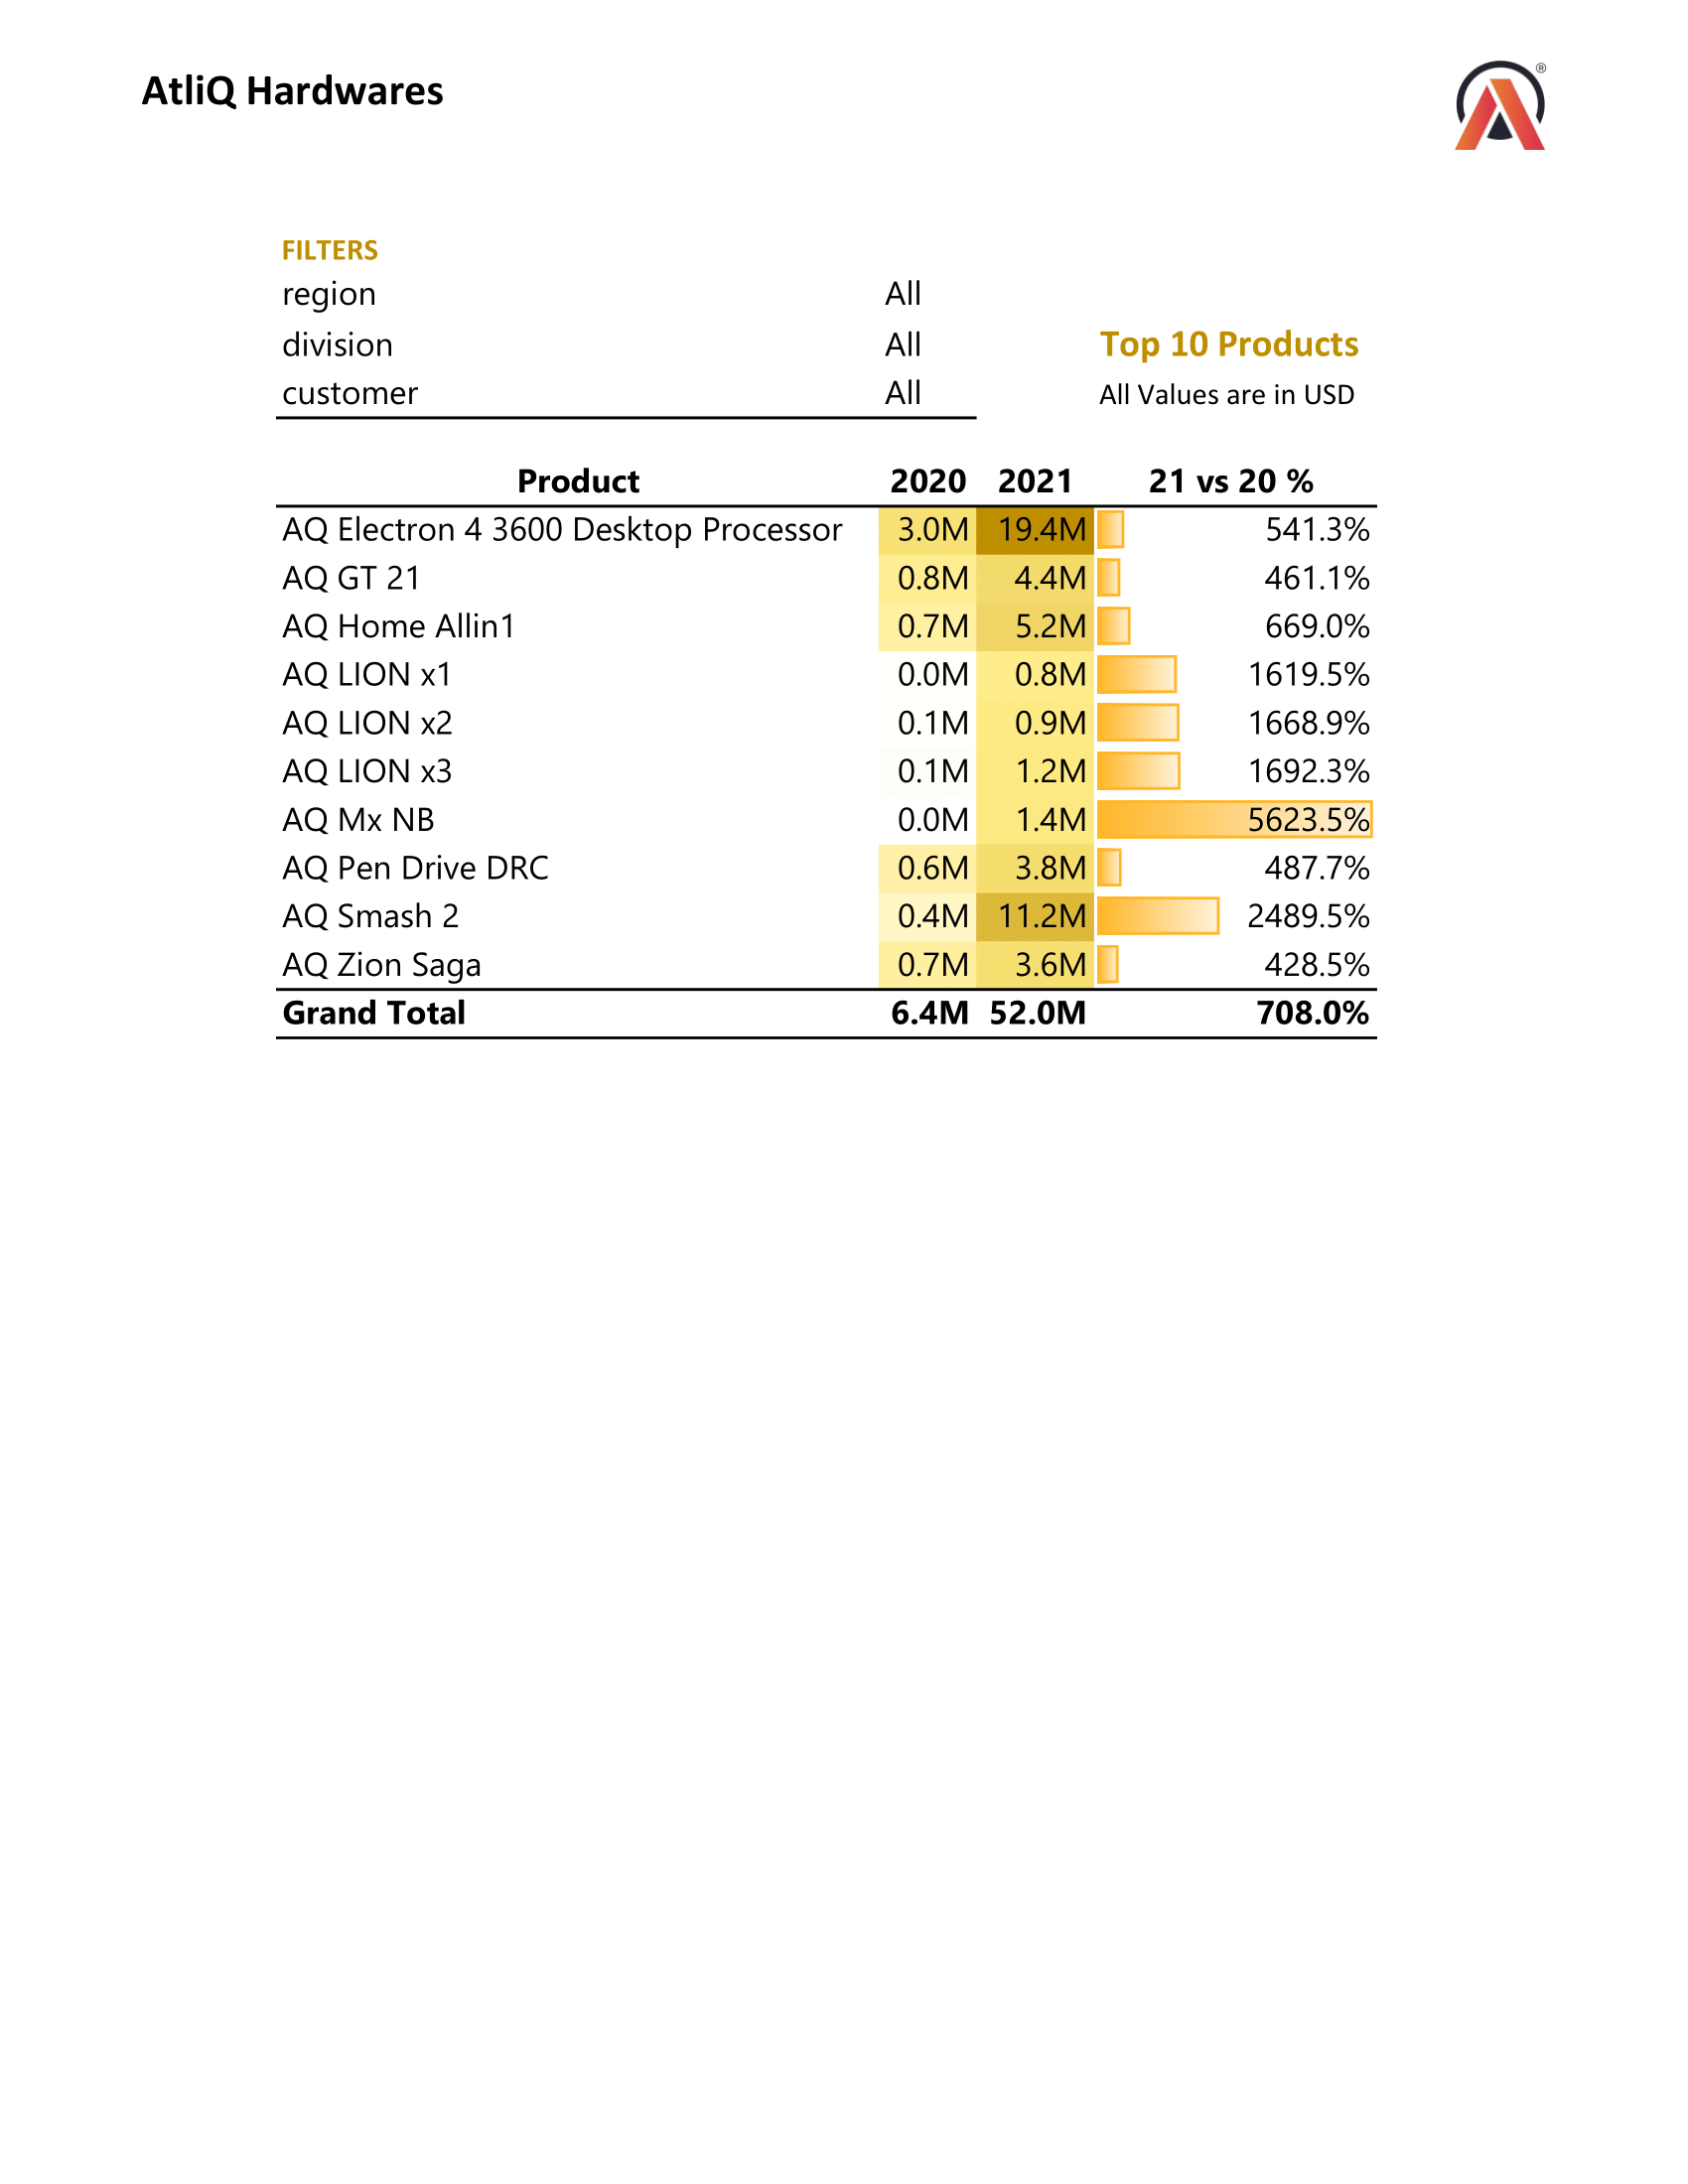 AtliQ Hardwares
®
FILTERS
region All
division All Top 10 Products
customer All All Values are in USD
Product 2020 2021 21 vs 20 %
AQ Electron 4 3600 Desktop Processor 3.0M 19.4M 541.3%
AQ GT 21 0.8M 4.4M 461.1%
AQ Home Allin1 0.7M 5.2M 669.0%
AQ LION x1 0.0M 0.8M 1619.5%
AQ LION x2 0.1M 0.9M 1668.9%
AQ LION x3 0.1M 1.2M 1692.3%
AQ Mx NB 0.0M 1.4M 5623.5%
AQ Pen Drive DRC 0.6M 3.8M 487.7%
AQ Smash 2 0.4M 11.2M 2489.5%
AQ Zion Saga 0.7M 3.6M 428.5%
Grand Total 6.4M 52.0M 708.0%